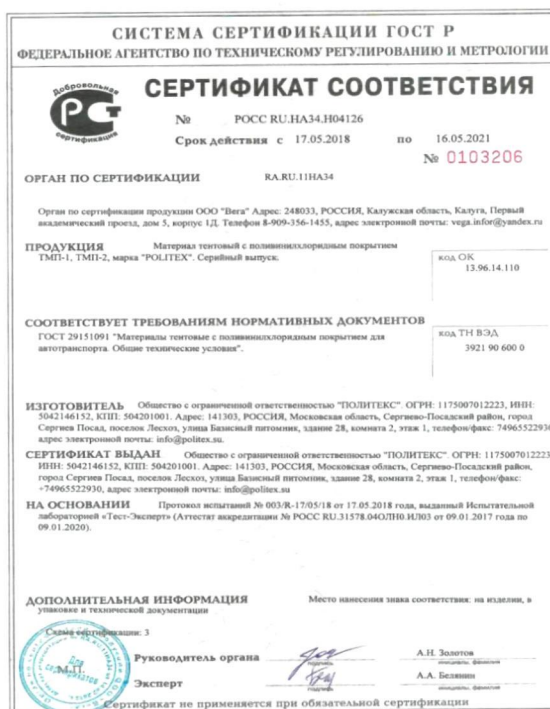 СИСТЕМА СЕРТИФИКАЦИИ ГОСТ Р
ФЕДЕРАЛЬНОЕ АГЕНТСТВО ПО ТЕХНИЧЕСКОМУ РЕГУЛИРОВАНИЮ И МЕТРОЛОГИИ
Добровольная
сертификация
СЕРТИФИКАТ СООТВЕТСТВИЯ
№ РОСС RU.НА34.Н04126
Срок действия с 17.05.2018 по 16.05.2021
№ 0103206
ОРГАН ПО СЕРТИФИКАЦИИ RA.RU.11НА34
Орган по сертификации продукции ООО "Вега" Адрес: 248033, РОССИЯ, Калужская область, Калуга, Первый
академический проезд, дом 5, корпус 1Д. Телефон 8-909-356-1455, адрес электронной почты: vega.infor@yandex.ru
ПРОДУКЦИЯ Материал тентовый с поливинилхлоридным покрытием
ТМП-1, ТМП-2, марка "POLITEX". Серийный выпуск.
код ОК
13.96.14.110
СООТВЕТСТВУЕТ ТРЕБОВАНИЯМ НОРМАТИВНЫХ ДОКУМЕНТОВ
ГОСТ 29151091 "Материалы тентовые с поливинилхлоридным покрытием для
автотранспорта. Общие технические условия".
код ТН ВЭД
3921 90 600 0
ИЗГОТОВИТЕЛЬ Общество с ограниченной ответственностью "ПОЛИТЕКС". ОГРН: 1175007012223, ИНН:
5042146152, КПП: 504201001. Адрес: 141303, РОССИЯ, Московская область, Сергиево-Посадский район, город
Сергиев Посад, поселок Лесхоз, улица Базисный питомник, здание 28, комната 2, этаж 1, телефон/факс: 7496552293
адрес электронной почты: info@politex.su.
СЕРТИФИКАТ ВЫДАН Общество с ограниченной ответственностью "ПОЛИТЕКС". ОГРН: 1175007012223
ИНН: 5042146152, КПП: 504201001. Адрес: 141303, РОССИЯ, Московская область, Сергиево-Посадский район,
город Сергиев Посад, поселок Лесхоз, улица Базисный питомник, здание 28, комната 2, этаж 1, телефон/факс:
+74965522930, адрес электронной почты: info@politex.su
НА ОСНОВАНИИ Протокол испытаний № 003/R-17/05/18 от 17.05.2018 года, выданный Испытательной
лабораторией «Тест-Эксперт» (Аттестат аккредитации № РОСС RU.31578.04ОЛН0.ИЛ03 от 09.01.2017 года по
09.01.2020).
ДОПОЛНИТЕЛЬНАЯ ИНФОРМАЦИЯ Место нанесения знака соответствия: на изделии, в
упаковке и технической документации
Схема сертификации: 3
М.П.
Для
сертификатов
Руководитель органа подпись А.Н. Золотов
инициалы, фамилия
Эксперт подпись А.А. Белянин
инициалы, фамилия
Сертификат не применяется при обязательной сертификации